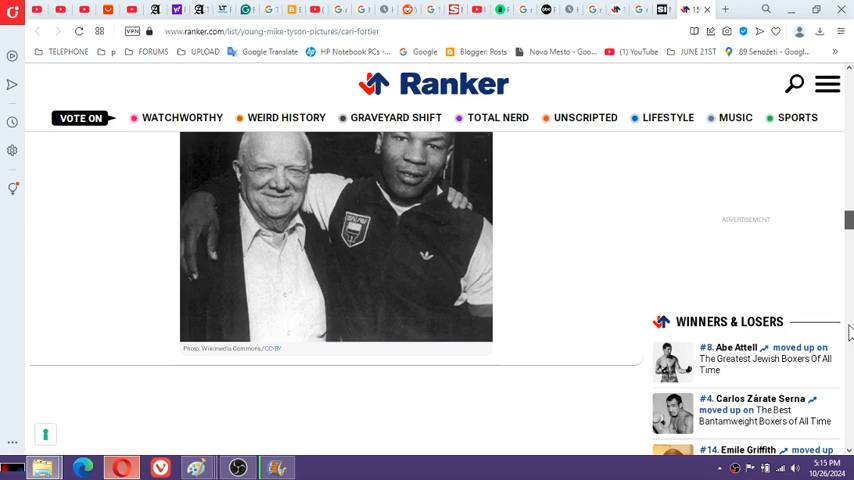 www.ranker.com/list/young-mike-tyson-pictures/cari-fortier
VPN
TELEPHONE
p
FORUMS
UPLOAD
Google Translate
HP Notebook PCs -...
Google
Blogger: Posts
Novo Mesto - Goog...
(1) YouTube
JUNE 21ST
89 Senožeti - Googl...
Ranker
VOTE ON
WATCHWORTHY
WEIRD HISTORY
GRAVEYARD SHIFT
TOTAL NERD
UNSCRIPTED
LIFESTYLE
MUSIC
SPORTS
ADVERTISEMENT
Photo: Wikimedia Commons/CC-BY
WINNERS & LOSERS
#8. Abe Attell moved up on
The Greatest Jewish Boxers Of All
Time
#4. Carlos Zárate Serna
moved up on The Best
Bantamweight Boxers of All Time
#14. Emile Griffith moved up
5:15 PM
10/26/2024